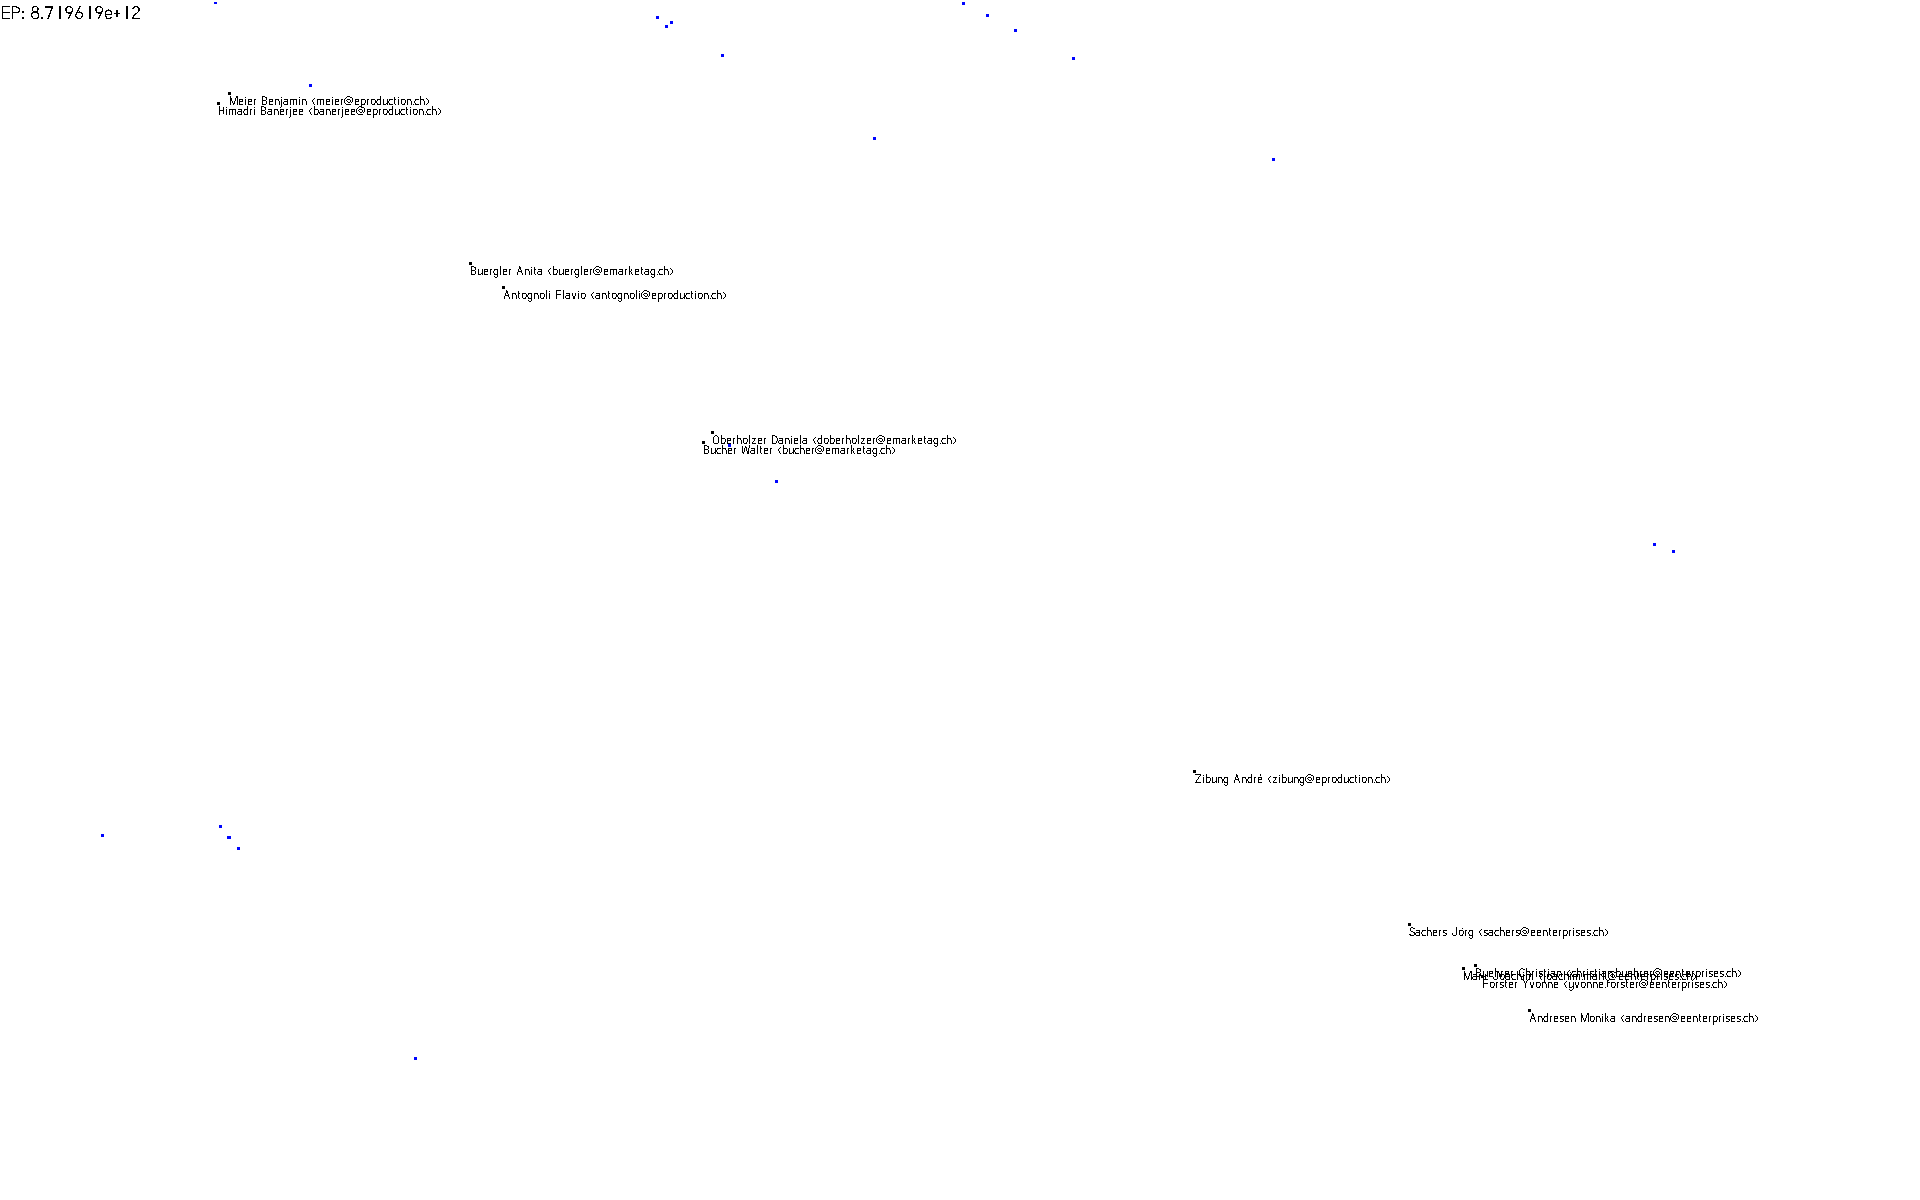 EP: 8.719619e+12
Meier Benjamin <meier@eproduction.ch>
Himadri Banerjee <banerjee@eproduction.ch>
Buergler Anita <buergler@emarketag.ch>
Antognoli Flavio <antognoli@eproduction.ch>
Oberholzer Daniela <doberholzer@emarketag.ch>
Bucher Walter <bucher@emarketag.ch>
Zibung André <zibung@eproduction.ch>
Sachers Jörg <sachers@eenterprises.ch>
Buehrer Christian <christian.buehrer@eenterprises.ch>
Joachim
Forster Yvonne <yvonne.forster@eenterprises.ch>
Andresen Monika <andresen@eenterprises.ch>